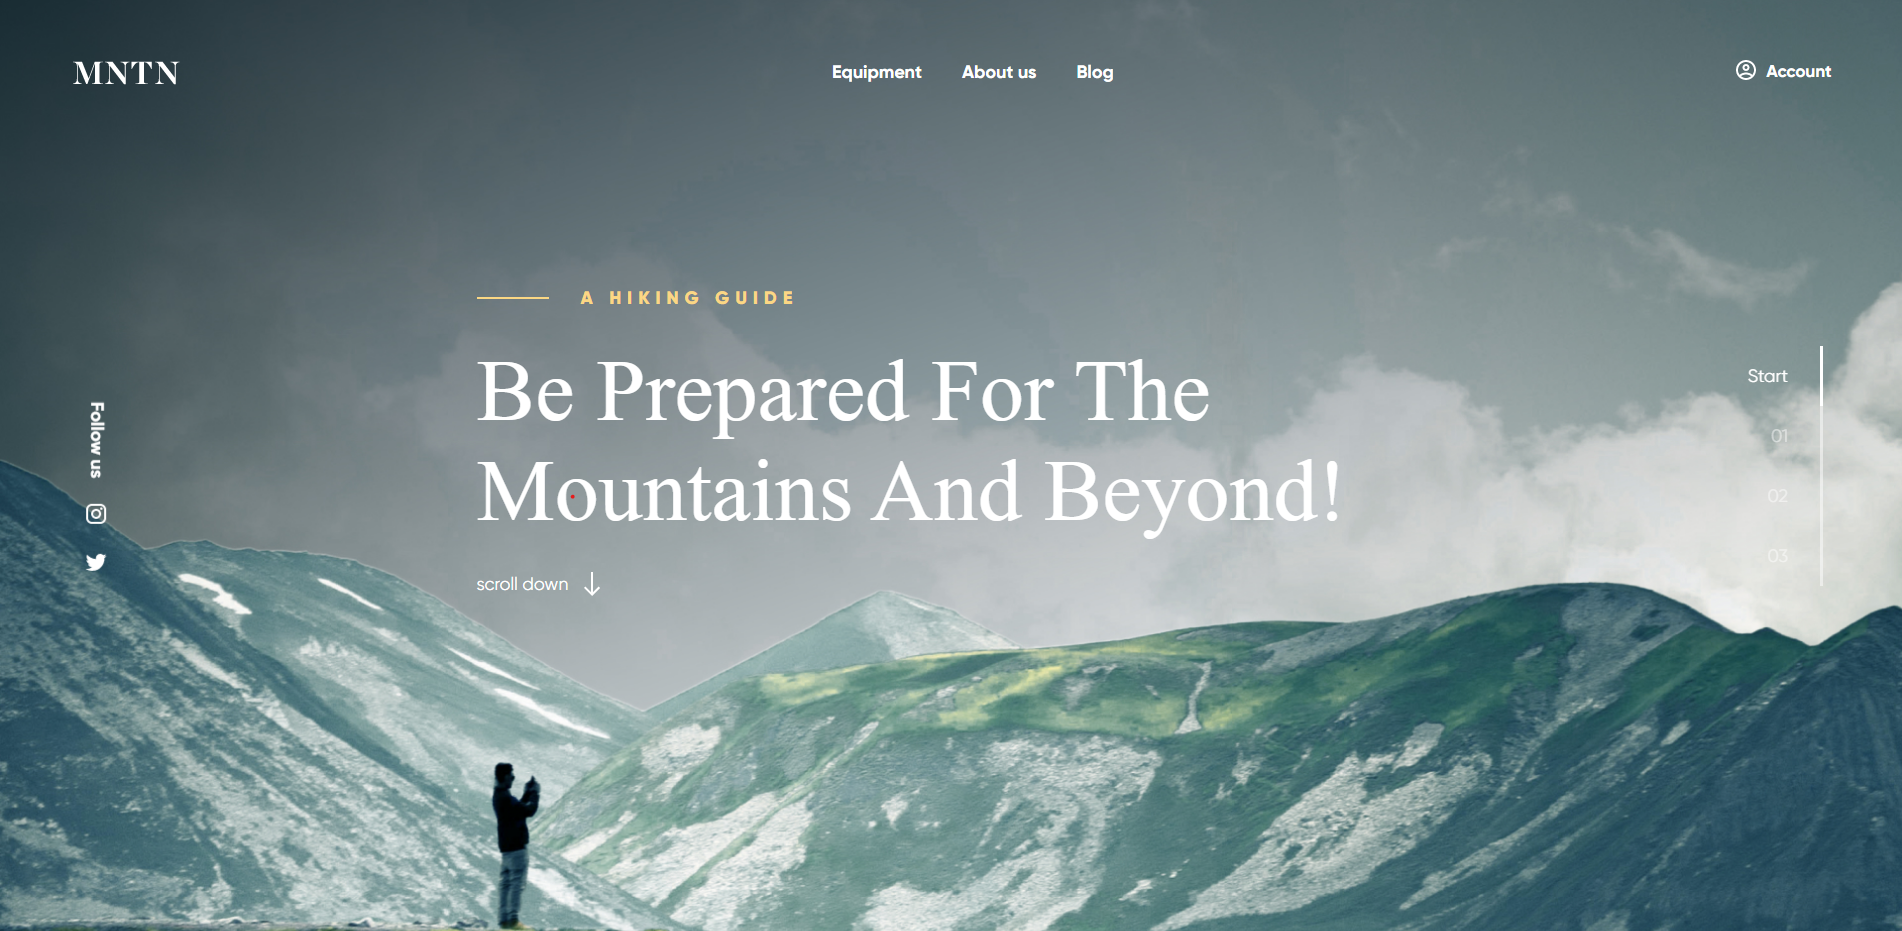 MNTN
Equipment
About us
Blog
Account
A HIKING GUIDE
Be Prepared For The
Mountains And Beyond!
scroll down
Follow us
Start
01
02
03